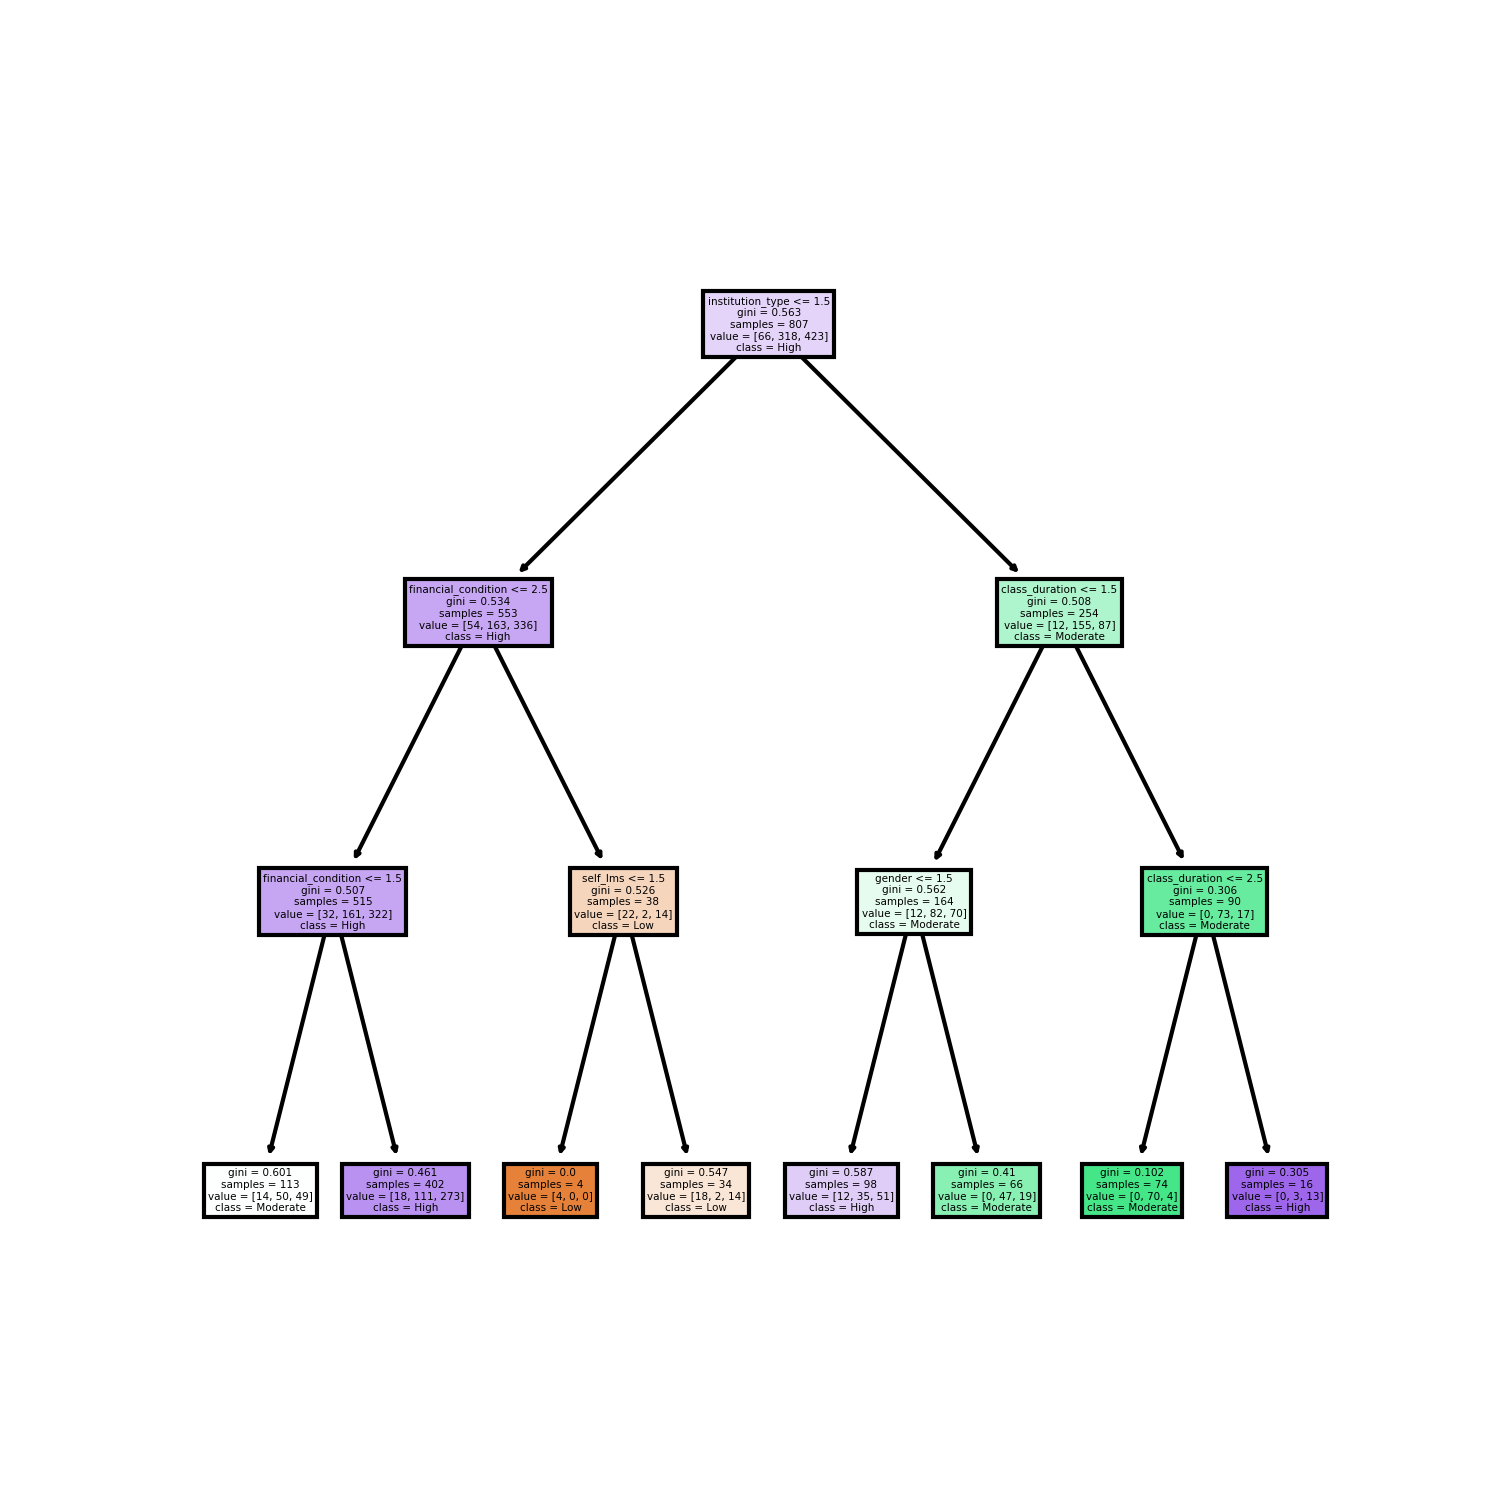 institution_type <= 1.5
gini = 0.563
samples = 807
value = [66, 318, 423]
class = High
financial_condition <= 2.5
gini = 0.534
samples = 553
value = [54, 163, 336]
class = High
class_duration <= 1.5
gini = 0.508
samples = 254
value = [12, 155, 87]
class = Moderate
financial_condition <= 1.5
gini = 0.507
samples = 515
value = [32, 161, 322]
class = High
self_lms <= 1.5
gini = 0.526
samples = 38
value = [22, 2, 14]
class = Low
gender <= 1.5
gini = 0.562
samples = 164
value = [12, 82, 70]
class = Moderate
class_duration <= 2.5
gini = 0.306
samples = 90
value = [0, 73, 17]
class = Moderate
gini = 0.601
samples = 113
value = [14, 50, 49]
class = Moderate
gini = 0.461
samples = 402
value = [18, 111, 273]
class = High
gini = 0.0
samples = 4
value = [4, 0, 0]
class = Low
gini = 0.547
samples = 34
value = [18, 2, 14]
class = Low
gini = 0.587
samples = 98
value = [12, 35, 51]
class = High
gini = 0.41
samples = 66
value = [0, 47, 19]
class = Moderate
gini = 0.102
samples = 74
value = [0, 70, 4]
class = Moderate
gini = 0.305
samples = 16
value = [0, 3, 13]
class = High